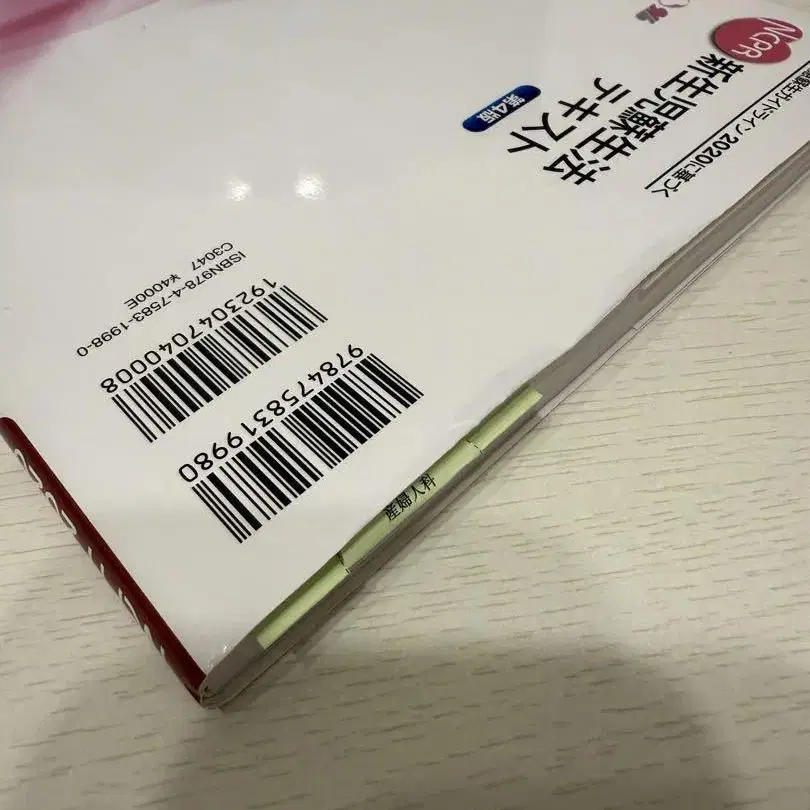 NCPR
蘇生ガイドライン2020に基づく
新生児蘇生法
テキスト
第4版
ISBN978-4-7583-1998-0
C3047 ¥4000E
1923047040008
9784758319980
産婦人科